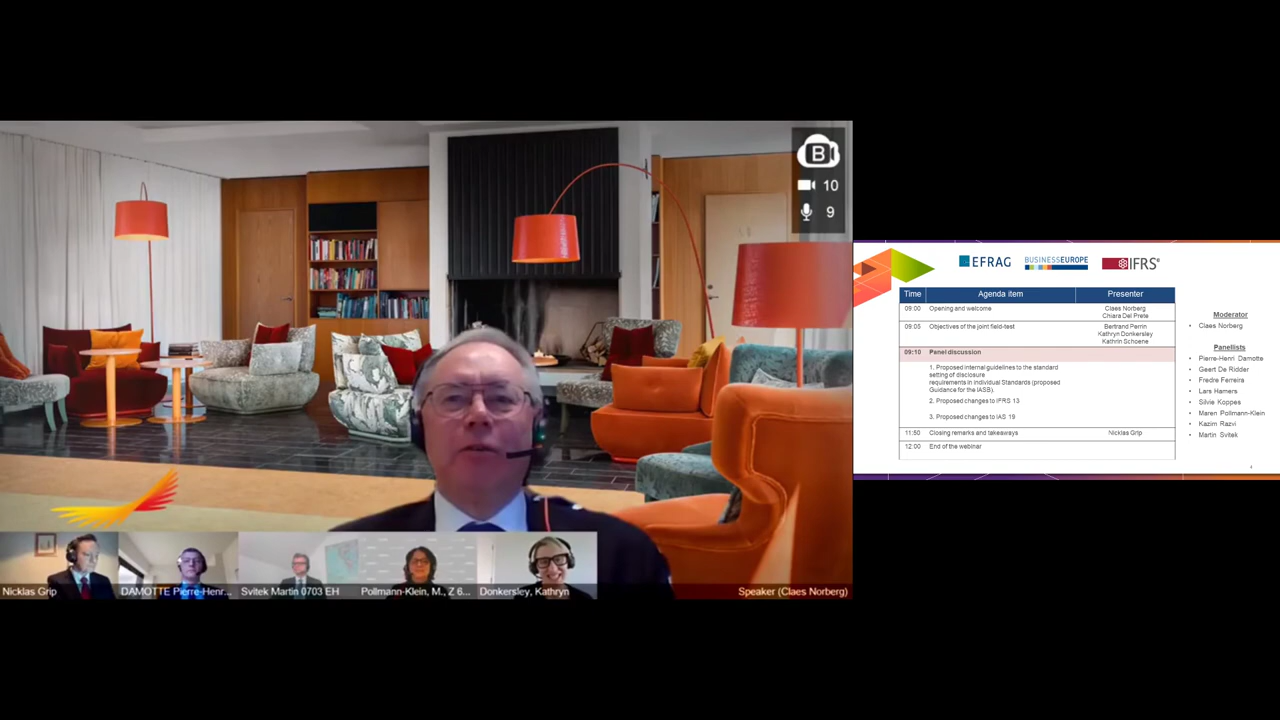 B
10
9
Nicklas Grip
DAMOTTE Pierre-Henr...
Svitek Martin 0703 EH
Pollmann-Klein, M., Z 6...
Donkersley, Kathryn
Speaker (Claes Norberg)
EFRAG
BUSINESSEUROPE
IFRS®
Time Agenda item Presenter
09:00 Opening and welcome Claes Norberg
Chiara Del Prete
09:05 Objectives of the joint field-test Bertrand Perrin
Kathryn Donkersley
Kathrin Schoene
09:10 Panel discussion
1. Proposed internal guidelines to the standard
setting of disclosure
requirements in individual Standards (proposed
Guidance for the IASB).
2. Proposed changes to IFRS 13
3. Proposed changes to IAS 19
11:50 Closing remarks and takeaways Nicklas Grip
12:00 End of the webinar
Moderator
• Claes Norberg
Panellists
• Pierre-Henri Damotte
• Geert De Ridder
• Fredre Ferreira
• Lars Hamers
• Silvie Koppes
• Maren Pollmann-Klein
• Kazim Razvi
• Martin Svitek